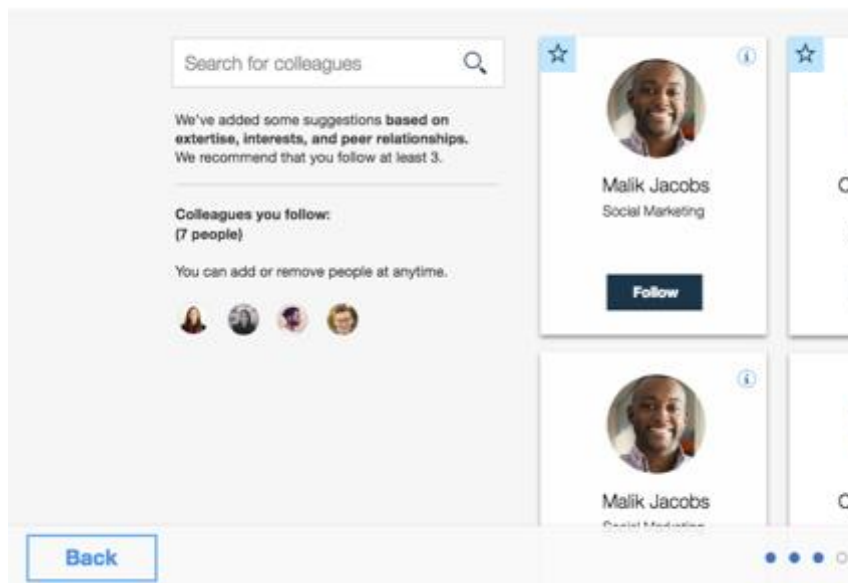 Search for colleagues
We've added some suggestions based on
extertise, interests, and peer relationships.
We recommend that you follow at least 3.
Colleagues you follow:
(7 people)
You can add or remove people at anytime.
Malik Jacobs
Social Marketing
Follow
Malik Jacobs
Social Marketing
C
C
Back